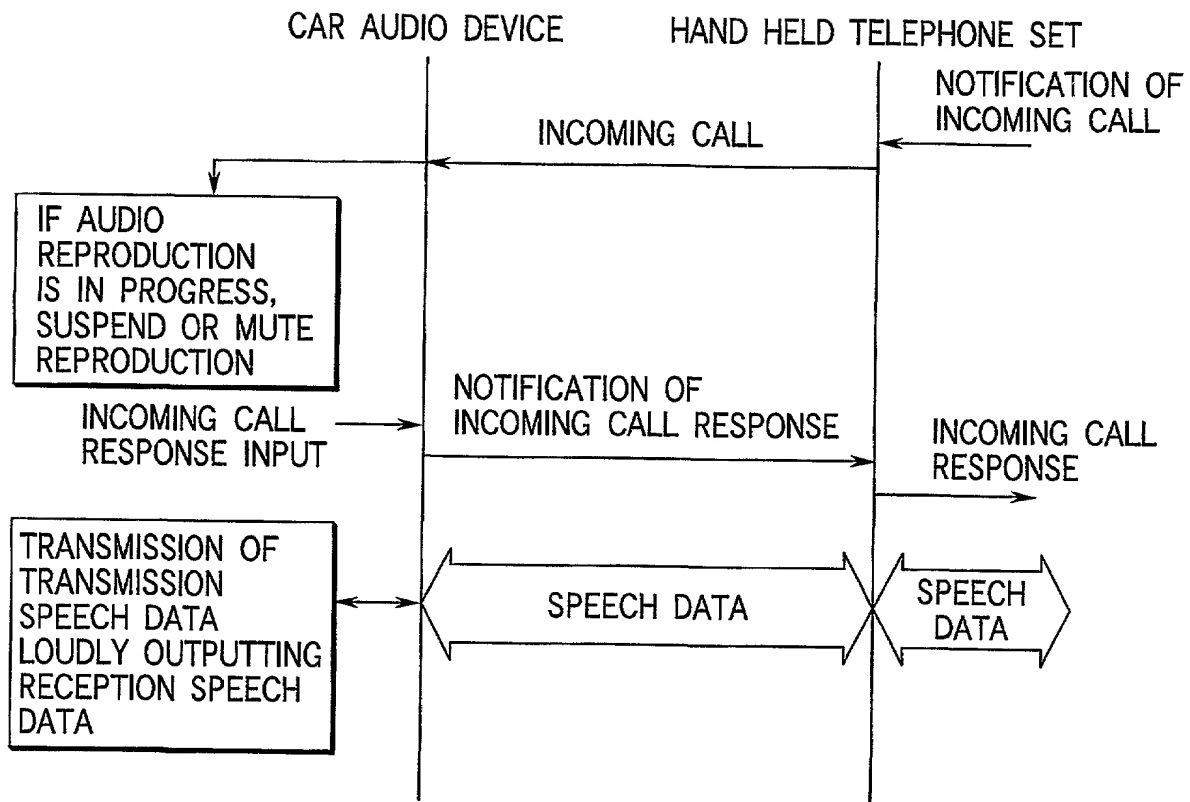 CAR AUDIO DEVICE
HAND HELD TELEPHONE SET
NOTIFICATION OF
INCOMING CALL
INCOMING CALL
IF AUDIO
REPRODUCTION
IS IN PROGRESS,
SUSPEND OR MUTE
REPRODUCTION
INCOMING CALL
RESPONSE INPUT
NOTIFICATION OF
INCOMING CALL RESPONSE
INCOMING CALL
RESPONSE
TRANSMISSION OF
TRANSMISSION
SPEECH DATA
LOUDLY OUTPUTTING
RECEPTION SPEECH
DATA
SPEECH DATA
SPEECH
DATA